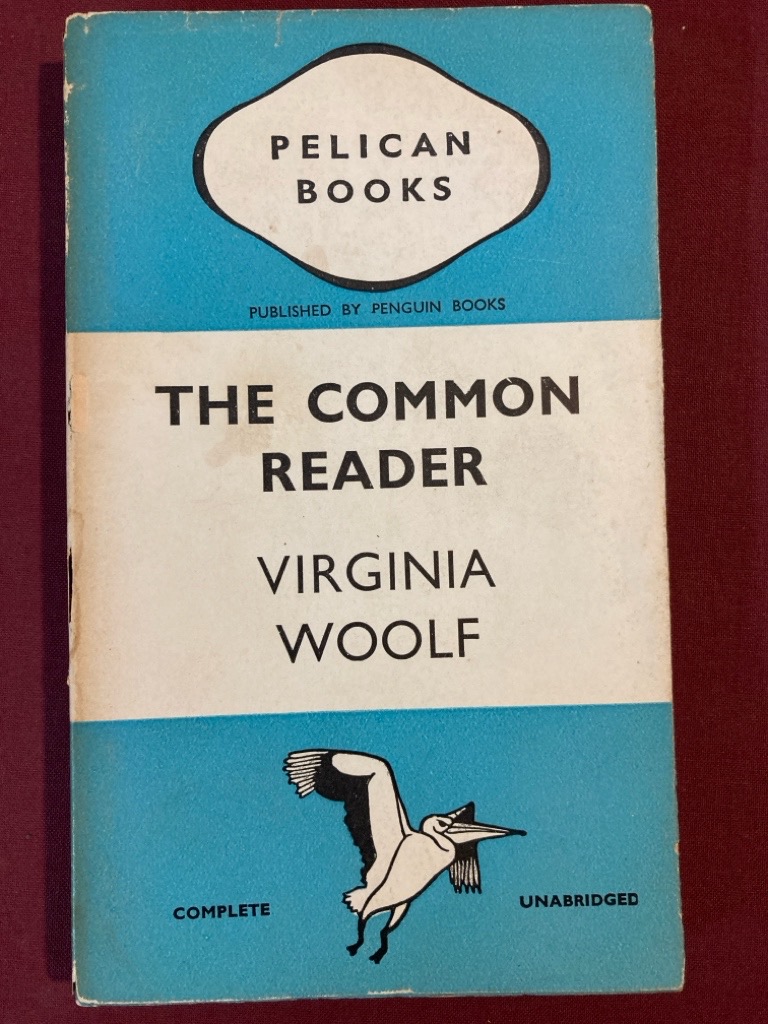 PELICAN
BOOKS
PUBLISHED BY PENGUIN BOOKS
THE COMMON
READER
VIRGINIA
WOOLF
COMPLETE UNABRIDGED